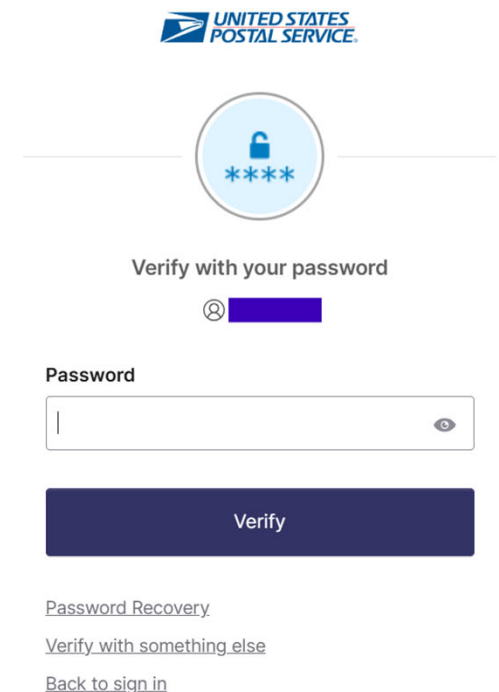 UNITED STATES
POSTAL SERVICE.
****
Verify with your password
Password
Verify
Password Recovery
Verify with something else
Back to sign in